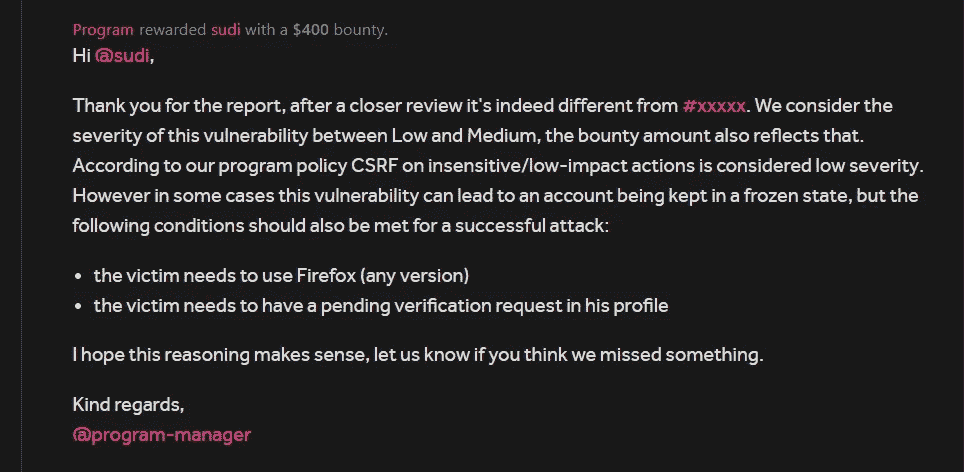 Program rewarded sudi with a $400 bounty.
Hi @sudi,
Thank you for the report, after a closer review it's indeed different from #xxxxx. We consider the
severity of this vulnerability between Low and Medium, the bounty amount also reflects that.
According to our program policy CSRF on insensitive/low-impact actions is considered low severity.
However in some cases this vulnerability can lead to an account being kept in a frozen state, but the
following conditions should also be met for a successful attack:
• the victim needs to use Firefox (any version)
• the victim needs to have a pending verification request in his profile
I hope this reasoning makes sense, let us know if you think we missed something.
Kind regards,
@program-manager